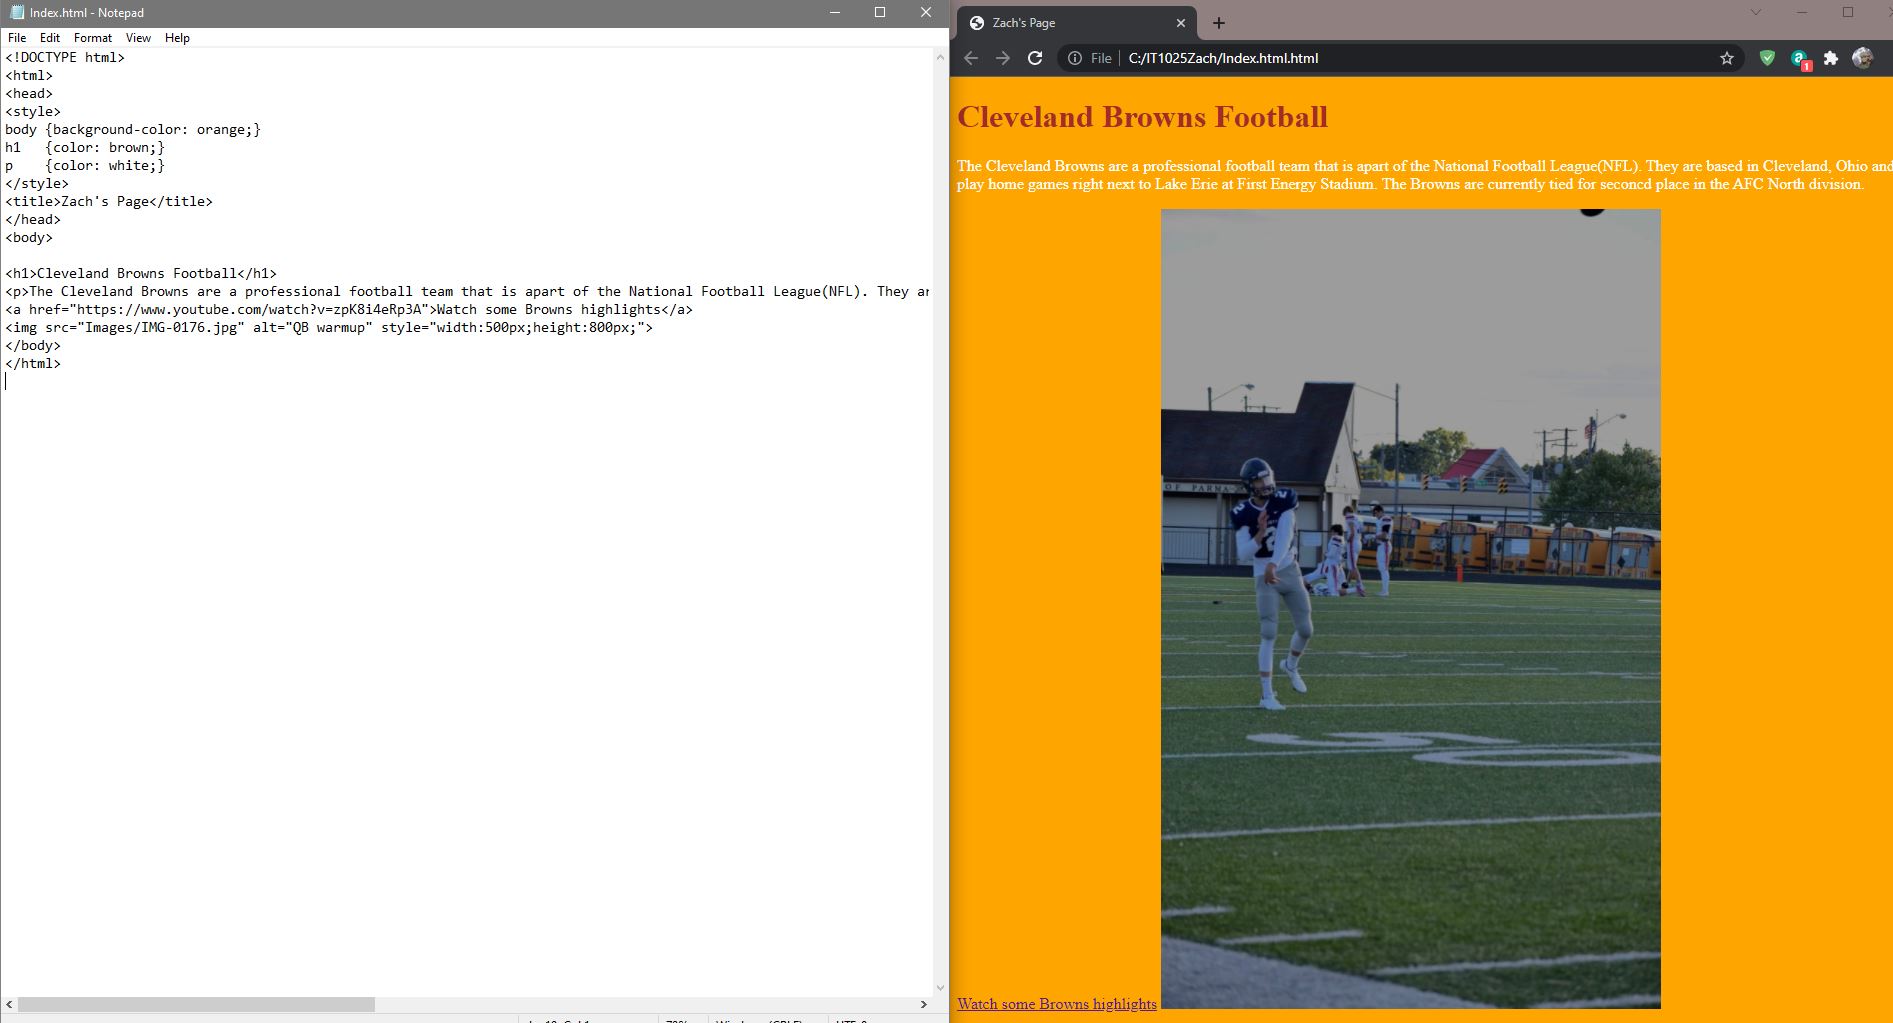 Index.html - Notepad
File Edit Format View Help
<!DOCTYPE html>
<html>
<head>
<style>
body {background-color: orange;}
h1   {color: brown;}
p    {color: white;}
</style>
<title>Zach's Page</title>
</head>
<body>
<h1>Cleveland Browns Football</h1>
<p>The Cleveland Browns are a professional football team that is apart of the National Football League(NFL). They ar
<a href="https://www.youtube.com/watch?v=zpK8i4eRp3A">Watch some Browns highlights</a>
<img src="Images/IMG-0176.jpg" alt="QB warmup" style="width:500px;height:800px;">
</body>
</html>
Zach's Page
File C:/IT1025Zach/Index.html.html
1
Cleveland Browns Football
The Cleveland Browns are a professional football team that is apart of the National Football League(NFL). They are based in Cleveland, Ohio and
play home games right next to Lake Erie at First Energy Stadium. The Browns are currently tied for seconcd place in the AFC North division.
OF PARMA
2
2
5 0
Watch some Browns highlights